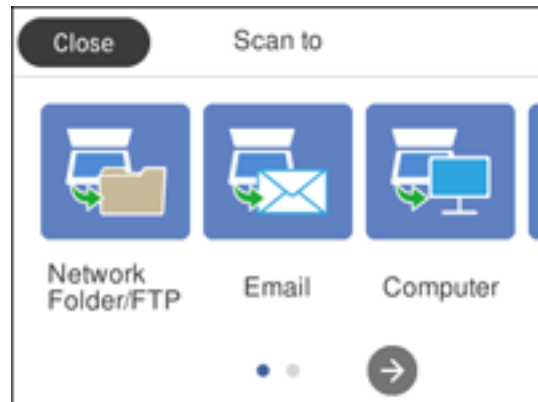 Close
Scan to
Network
Folder/FTP
Email
Computer